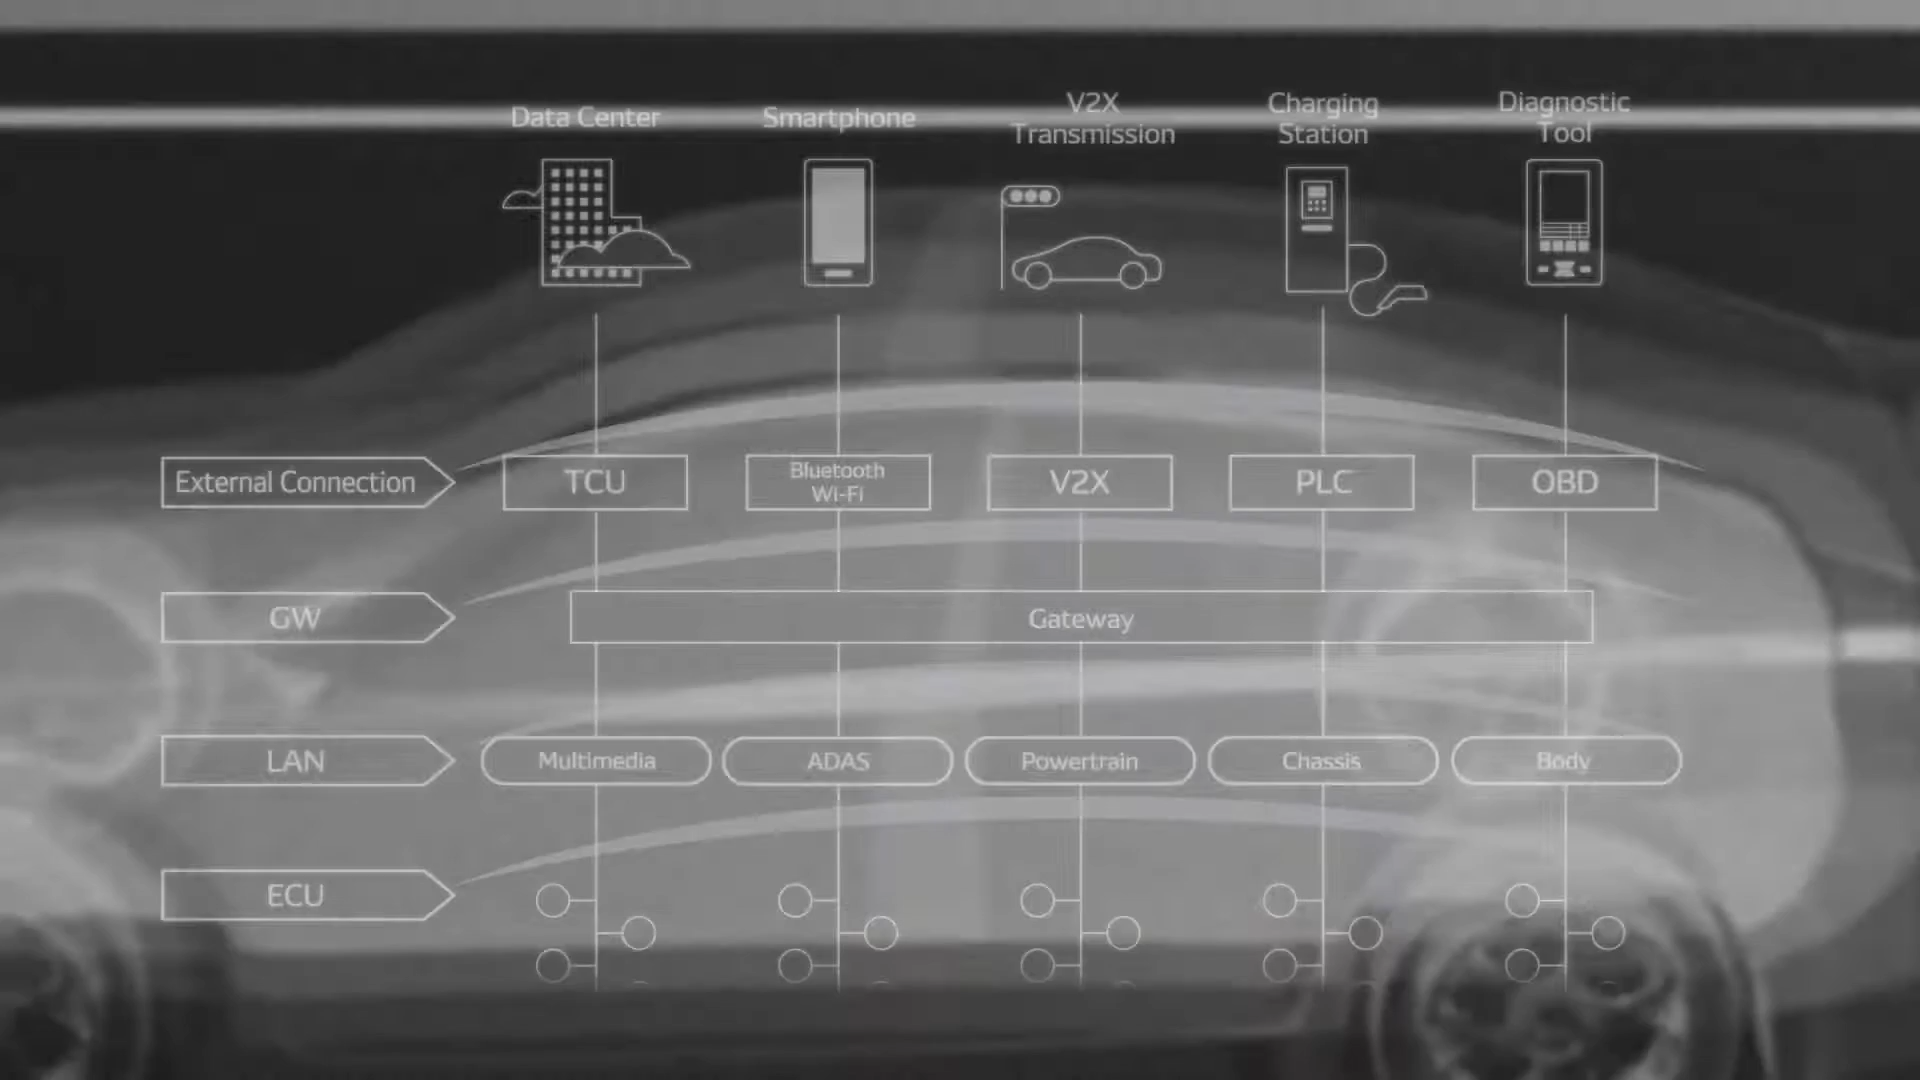 Data Center
Smartphone
V2X
Transmission
Charging
Station
Diagnostic
Tool
External Connection
TCU
Bluetooth
Wi-Fi
V2X
PLC
OBD
GW
Gateway
LAN
Multimedia
ADAS
Powertrain
Chassis
Body
ECU